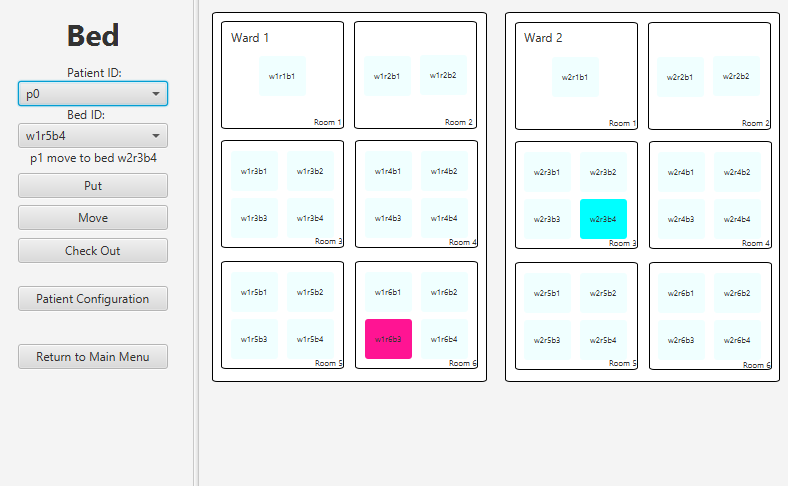 Bed
Patient ID:
p0
Bed ID:
w1r5b4
p1 move to bed w2r3b4
Put
Move
Check Out
Patient Configuration
Return to Main Menu
Ward 1
w1r1b1
Room 1
w1r2b1 w1r2b2
Room 2
w1r3b1 w1r3b2
w1r3b3 w1r3b4
Room 3
w1r4b1 w1r4b2
w1r4b3 w1r4b4
Room 4
w1r5b1 w1r5b2
w1r5b3 w1r5b4
Room 5
w1r6b1 w1r6b2
w1r6b3 w1r6b4
Room 6
Ward 2
w2r1b1
Room 1
w2r2b1 w2r2b2
Room 2
w2r3b1 w2r3b2
w2r3b3 w2r3b4
Room 3
w2r4b1 w2r4b2
w2r4b3 w2r4b4
Room 4
w2r5b1 w2r5b2
w2r5b3 w2r5b4
Room 5
w2r6b1 w2r6b2
w2r6b3 w2r6b4
Room 6